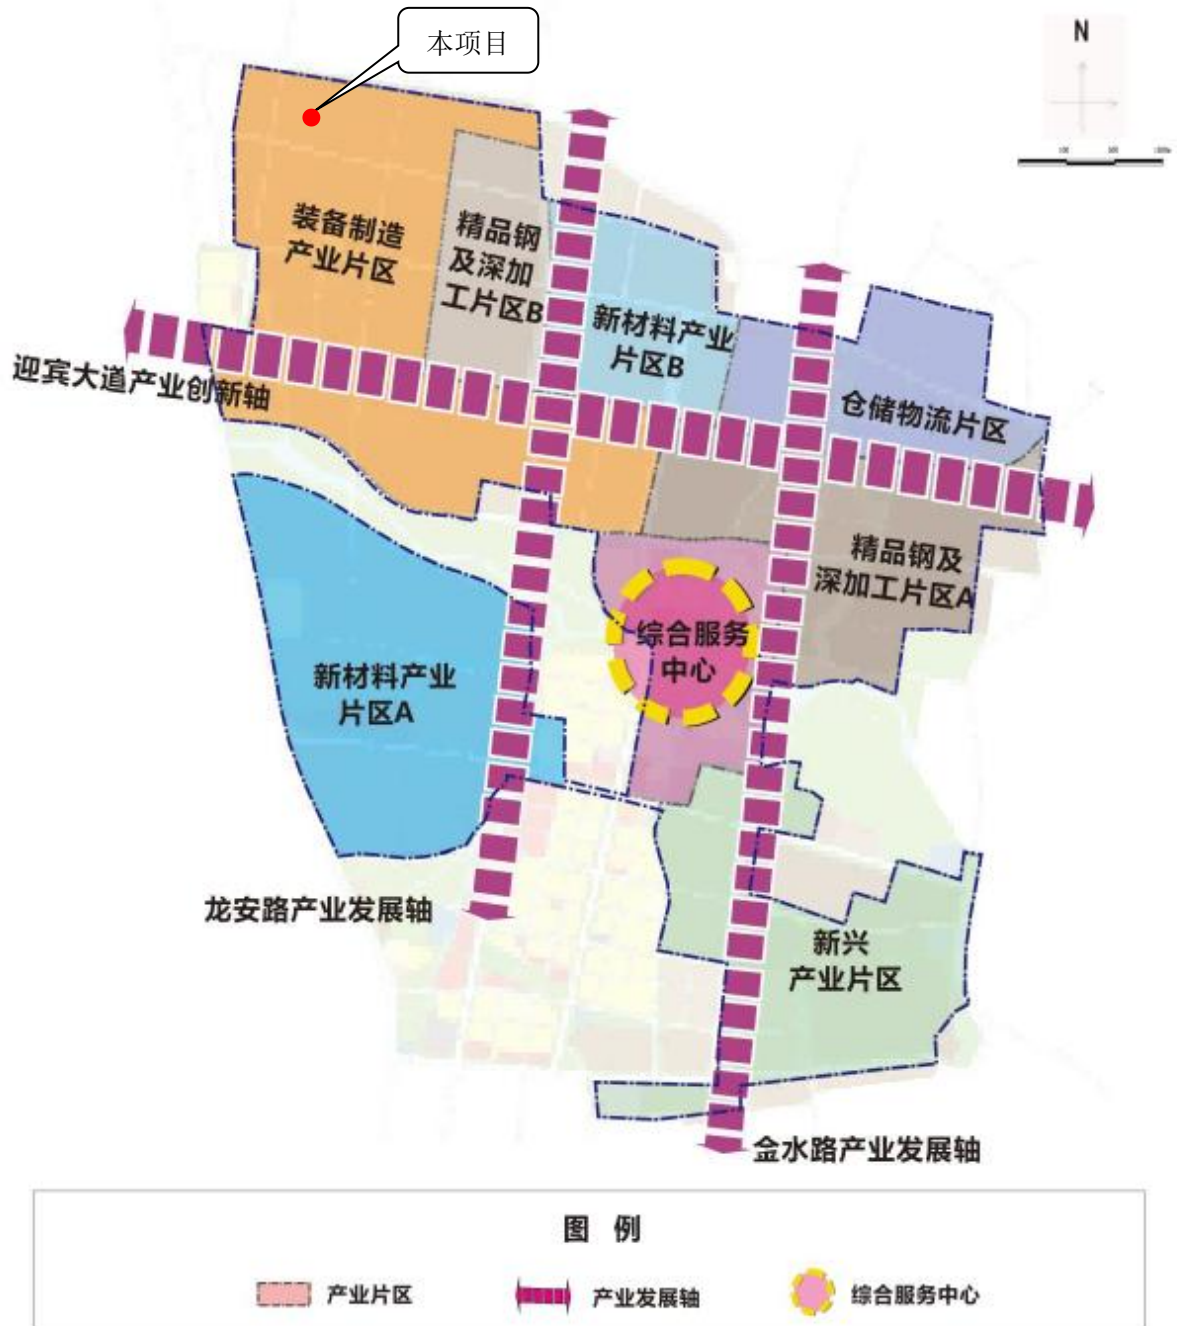 本项目
N
装备制造
产业片区
精品钢
及深加
工片区B
新材料产业
片区B
仓储物流片区
迎宾大道产业创新轴
精品钢及
深加工片区A
综合服务
中心
新材料产业
片区A
龙安路产业发展轴
新兴
产业片区
金水路产业发展轴
图 例
产业片区
产业发展轴
综合服务中心